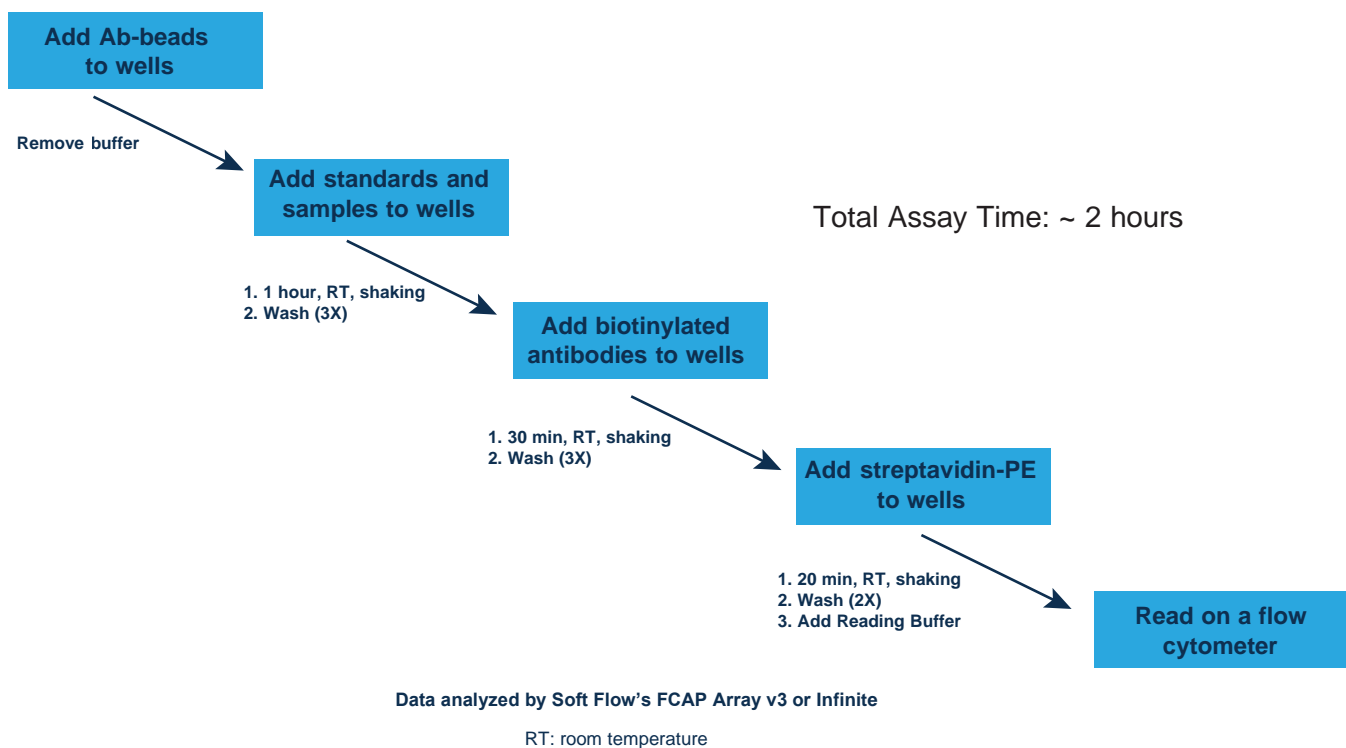 Add Ab-beads
to wells
Remove buffer
Add standards and
samples to wells
Total Assay Time: ~ 2 hours
1. 1 hour, RT, shaking
2. Wash (3X)
Add biotinylated
antibodies to wells
1. 30 min, RT, shaking
2. Wash (3X)
Add streptavidin-PE
to wells
1. 20 min, RT, shaking
2. Wash (2X)
3. Add Reading Buffer
Read on a flow
cytometer
Data analyzed by Soft Flow's FCAP Array v3 or Infinite
RT: room temperature